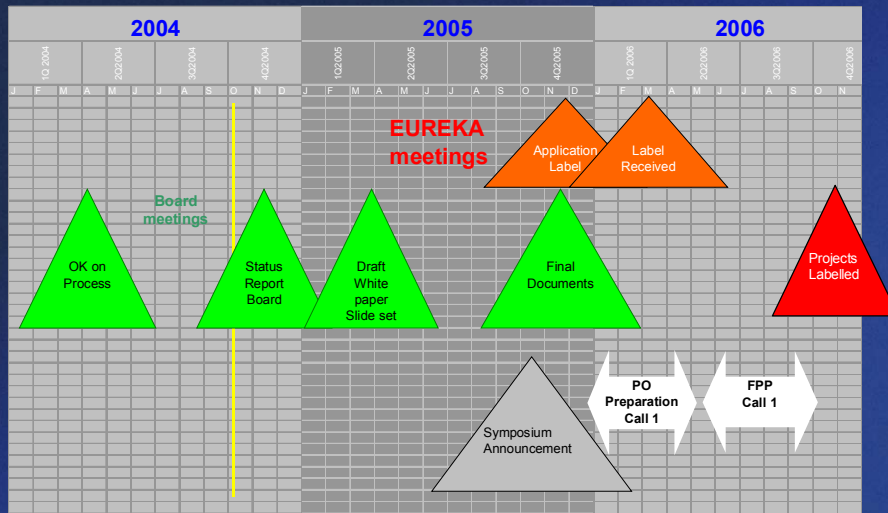 2004 2005 2006
1Q 2004 2Q2004 3Q2004 4Q2004 1Q2005 2Q2005 3Q2005 4Q2005 1Q 2006 2Q2006 3Q2006 4Q2006
J F M A M J J A S O N D J F M A M J J A S O N D J F M A M J J A S O N
EUREKA
meetings
Application
Label
Label
Received
Board
meetings
OK on
Process
Status
Report
Board
Draft
White
paper
Slide set
Final
Documents
Projects
Labelled
Symposium
Announcement
PO
Preparation
Call 1
FPP
Call 1